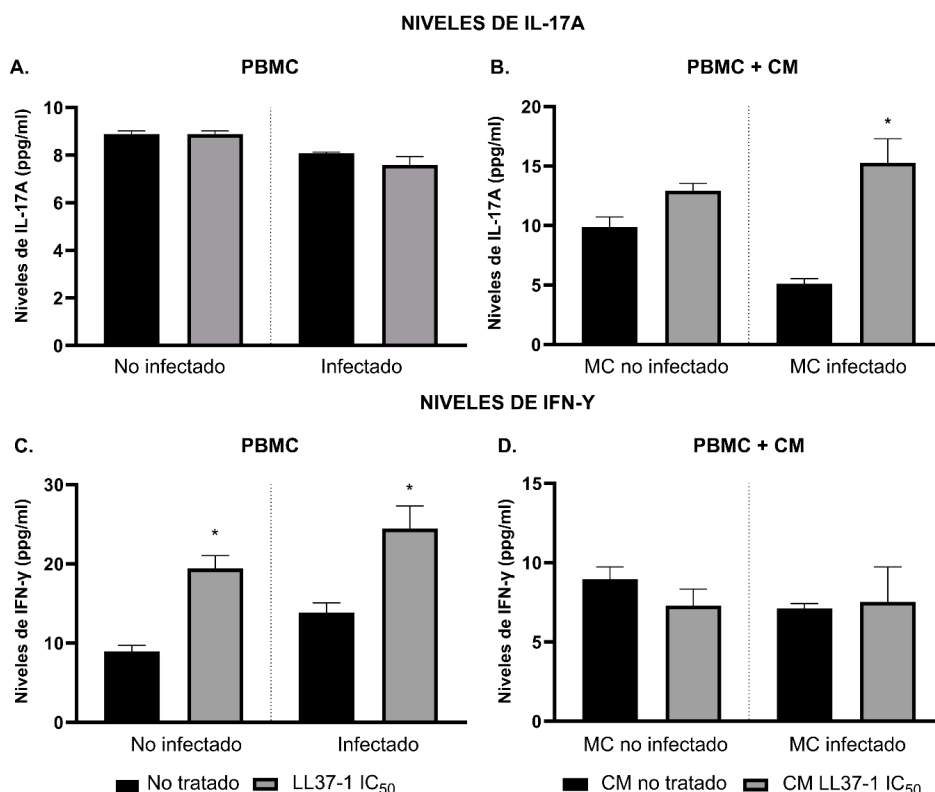 NIVELES DE IL-17A
A. PBMC
Niveles de IL-17A (ppg/ml)
10
8
6
4
2
0
No infectado Infectado
B. PBMC + CM
Niveles de IL-17A (ppg/ml)
20
15
10
5
0
*
MC no infectado MC infectado
NIVELES DE IFN-Y
C. PBMC
Niveles de IFN-γ (ppg/ml)
30
20
10
0
* *
No infectado Infectado
No tratado LL37-1 IC50
D. PBMC + CM
Niveles de IFN-γ (ppg/ml)
15
10
5
0
MC no infectado MC infectado
CM no tratado CM LL37-1 IC50